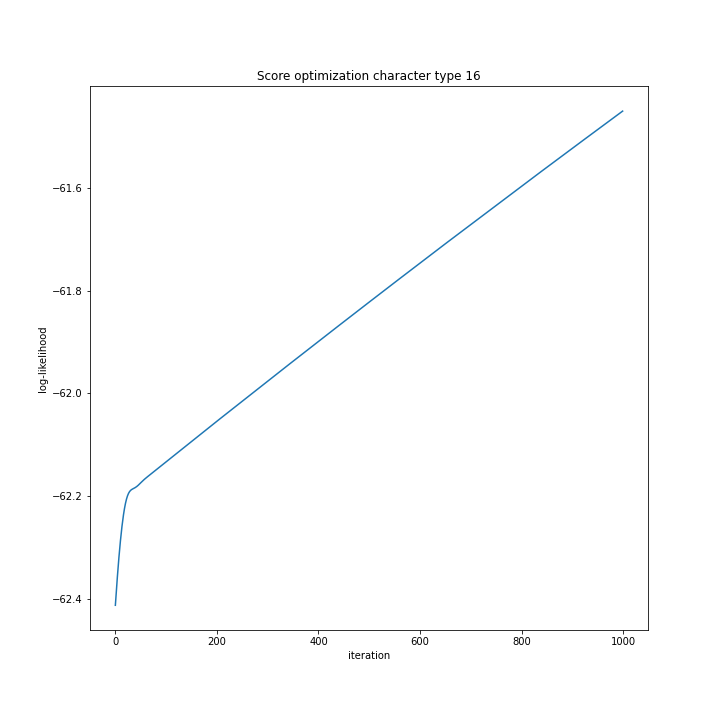 Score optimization character type 16
log-likelihood
−61.6
−61.8
−62.0
−62.2
−62.4
0 200 400 600 800 1000
iteration